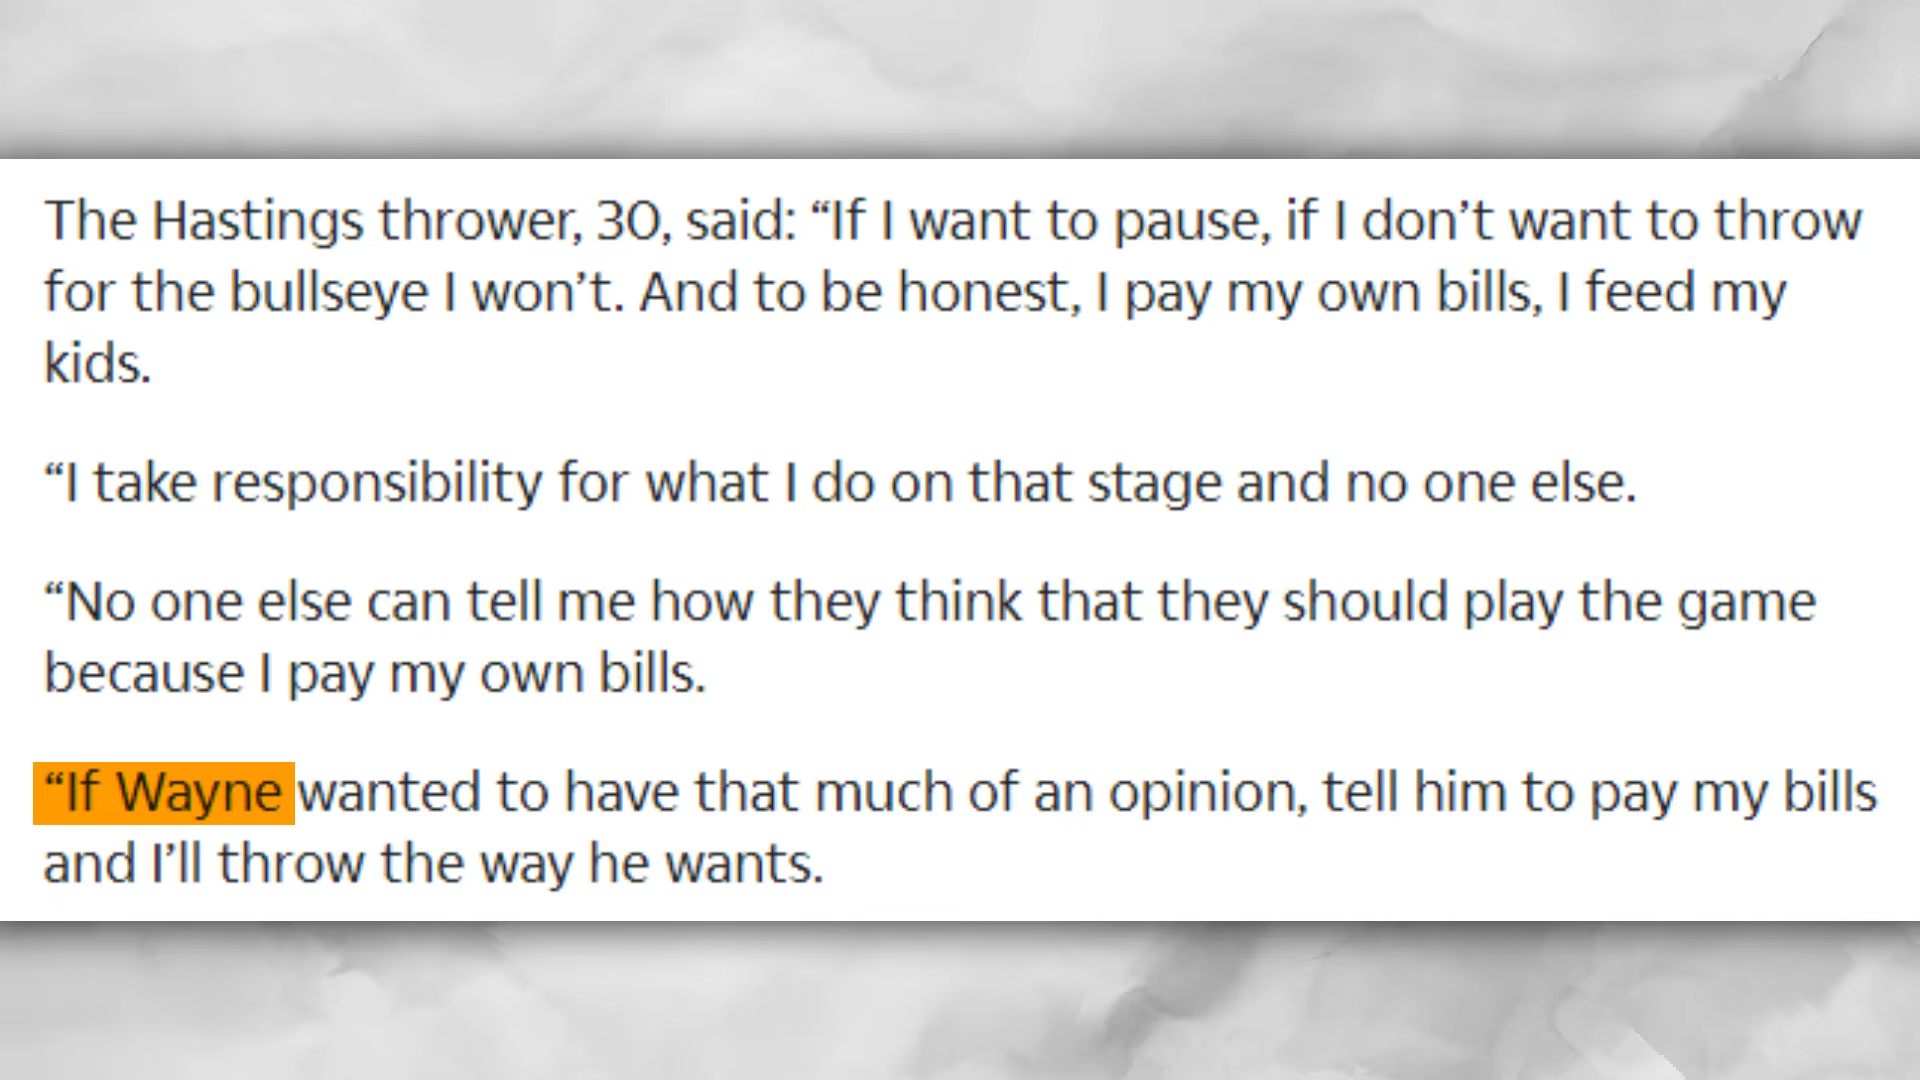 The Hastings thrower, 30, said: “If I want to pause, if I don’t want to throw
for the bullseye I won’t. And to be honest, I pay my own bills, I feed my
kids.
“I take responsibility for what I do on that stage and no one else.
“No one else can tell me how they think that they should play the game
because I pay my own bills.
“If Wayne wanted to have that much of an opinion, tell him to pay my bills
and I’ll throw the way he wants.